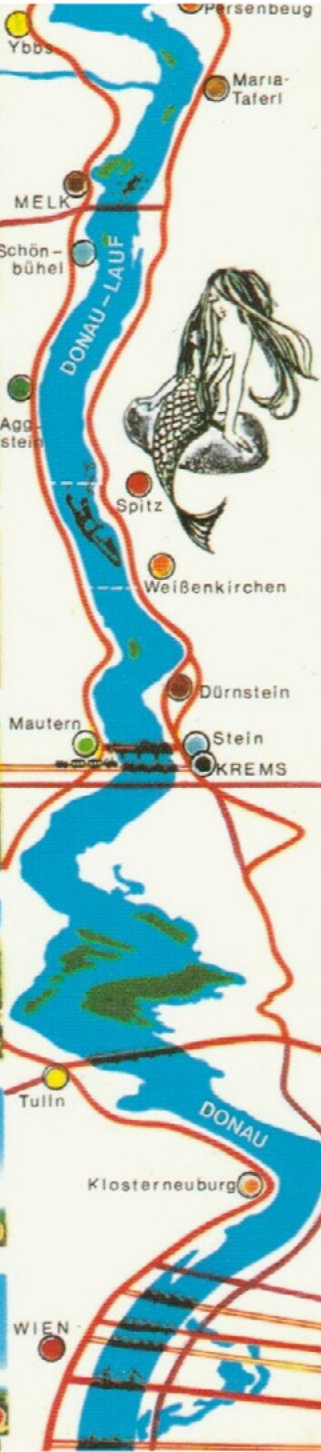 Persenbeug
Ybbs
Maria-
Taferl
MELK
Schön-
bühel
DONAU-LAUF
Agg
stein
Spitz
Weißenkirchen
Dürnstein
Mautern
Stein
KREMS
Tulln
DONAU
Klosterneuburg
WIEN